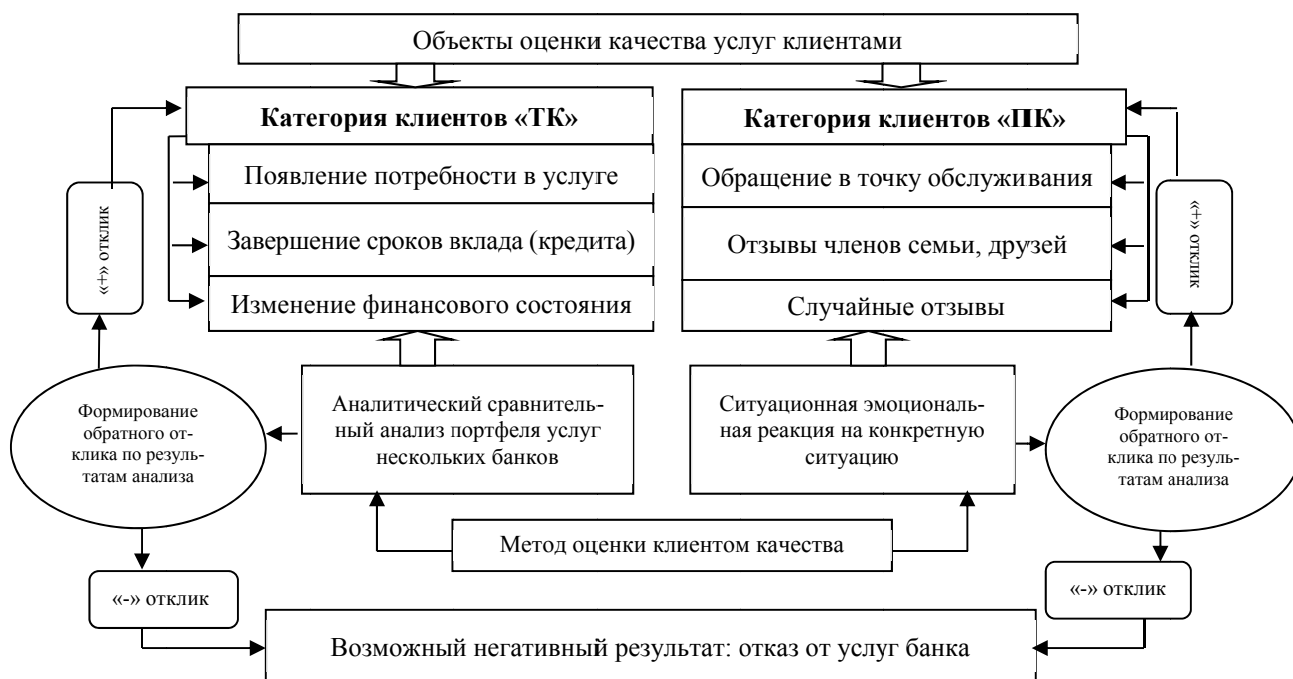 Объекты оценки качества услуг клиентами
Категория клиентов «ТК»
Категория клиентов «ПК»
Появление потребности в услуге
Обращение в точку обслуживания
«+» отклик
Завершение сроков вклада (кредита)
Отзывы членов семьи, друзей
«+» отклик
Изменение финансового состояния
Случайные отзывы
Формирование
обратного от-
клика по резуль-
татам анализа
Аналитический сравнитель-
ный анализ портфеля услуг
нескольких банков
Ситуационная эмоциональ-
ная реакция на конкретную
ситуацию
Формирование
обратного от-
клика по резуль-
татам анализа
Метод оценки клиентом качества
«-» отклик
«-» отклик
Возможный негативный результат: отказ от услуг банка